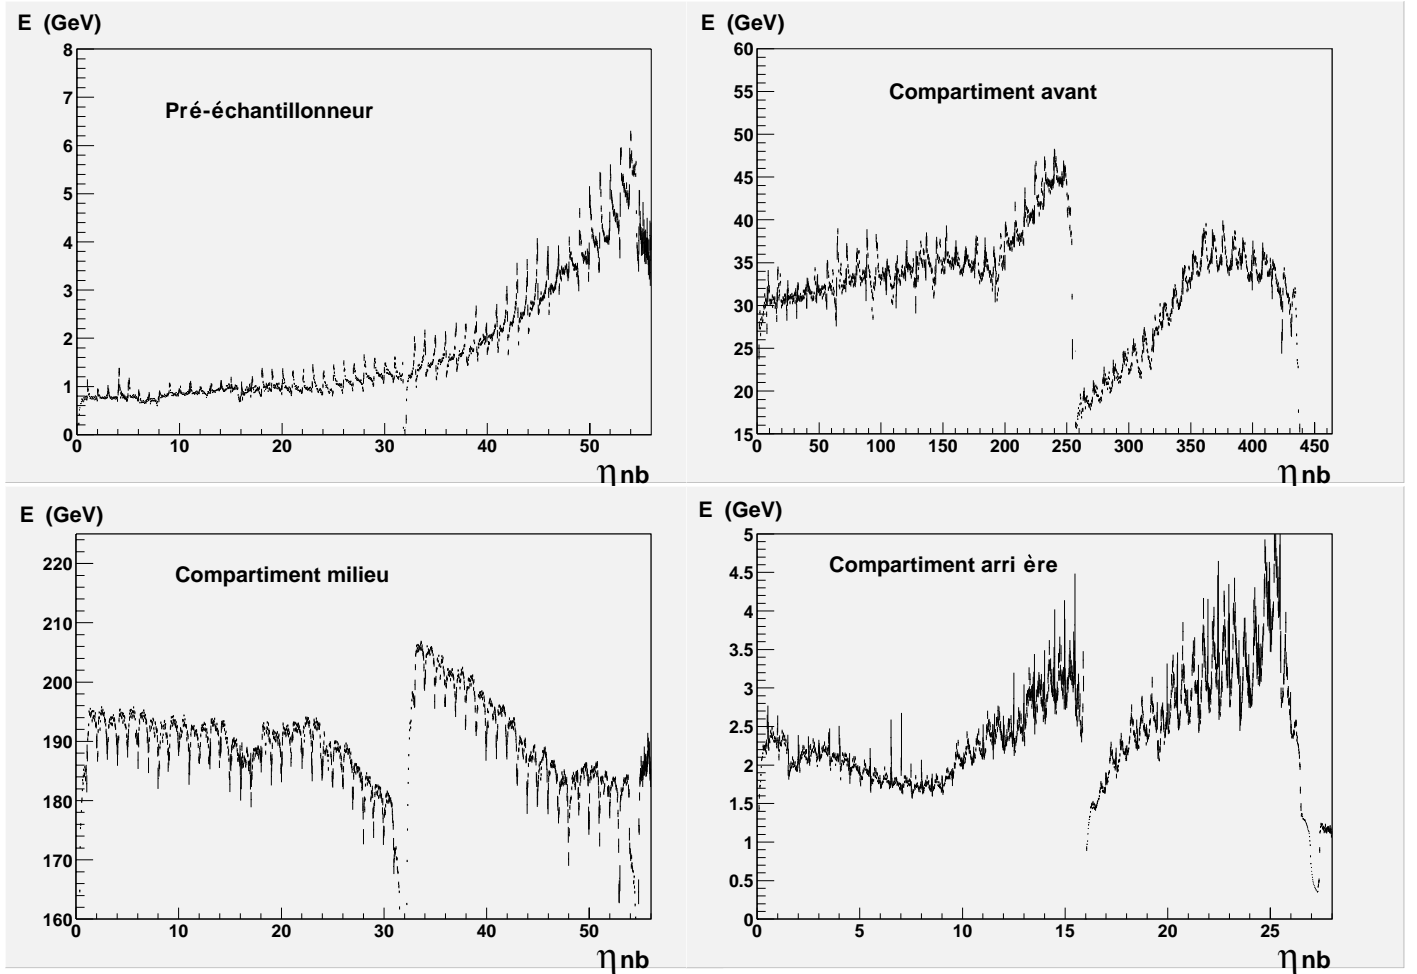 E (GeV)
Pré-échantillonneur
8
7
6
5
4
3
2
1
0
0 10 20 30 40 50
η nb
E (GeV)
Compartiment avant
60
55
50
45
40
35
30
25
20
15
0 50 100 150 200 250 300 350 400 450
η nb
E (GeV)
Compartiment milieu
220
210
200
190
180
170
160
0 10 20 30 40 50
η nb
E (GeV)
Compartiment arri ère
5
4.5
4
3.5
3
2.5
2
1.5
1
0.5
0
0 5 10 15 20 25
η nb